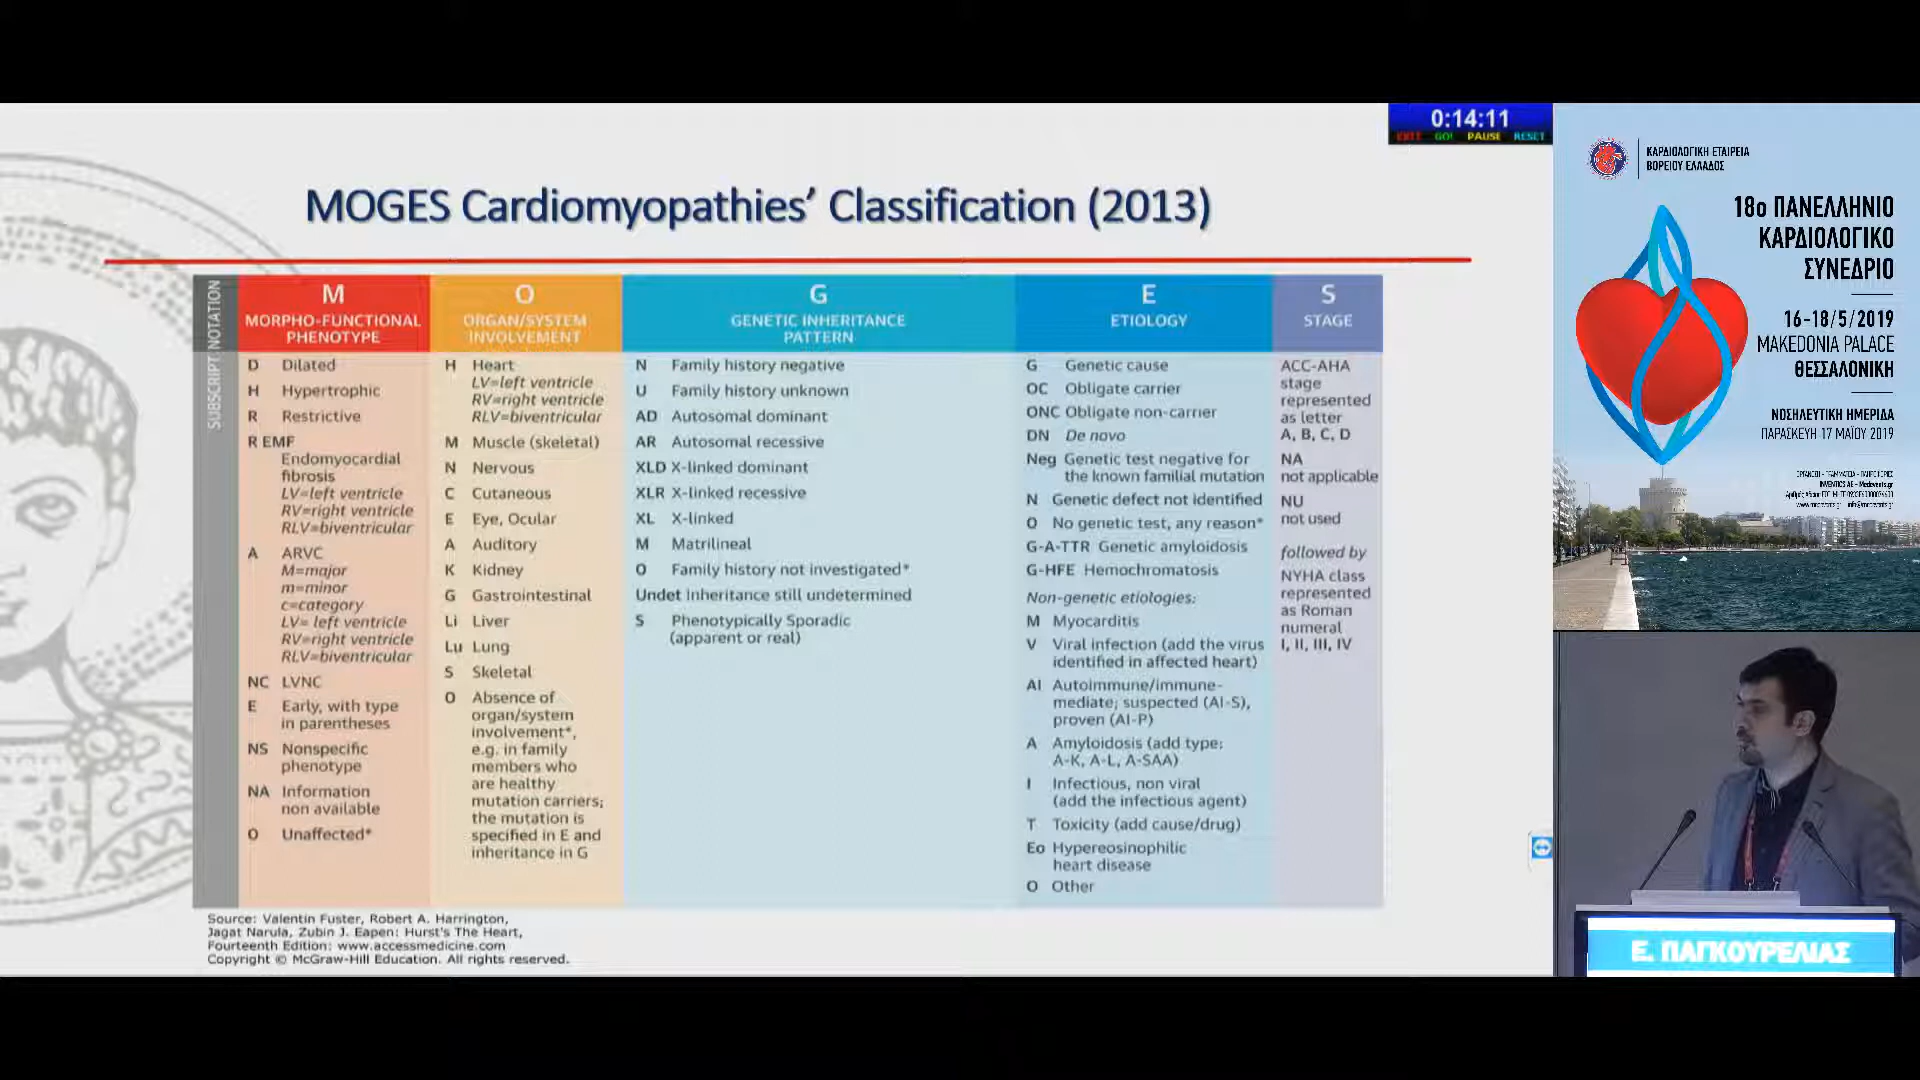 0:14:11
EXIT GO! PAUSE RESET
MOGES Cardiomyopathies’ Classification (2013)
SUBSCRIPT NOTATION
M
MORPHO-FUNCTIONAL
PHENOTYPE
D Dilated
H Hypertrophic
R Restrictive
R EMF
Endomyocardial
fibrosis
LV=left ventricle
RV=right ventricle
RLV=biventricular
A ARVC
M=major
m=minor
c=category
LV= left ventricle
RV=right ventricle
RLV=biventricular
NC LVNC
E Early, with type
in parentheses
NS Nonspecific
phenotype
NA Information
non available
O Unaffected*
O
ORGAN/SYSTEM
INVOLVEMENT
H Heart
LV=left ventricle
RV=right ventricle
RLV=biventricular
M Muscle (skeletal)
N Nervous
C Cutaneous
E Eye, Ocular
A Auditory
K Kidney
G Gastrointestinal
Li Liver
Lu Lung
S Skeletal
O Absence of
organ/system
involvement*,
e.g. in family
members who
are healthy
mutation carriers;
the mutation is
specified in E and
inheritance in G
G
GENETIC INHERITANCE
PATTERN
N Family history negative
U Family history unknown
AD Autosomal dominant
AR Autosomal recessive
XLD X-linked dominant
XLR X-linked recessive
XL X-linked
M Matrilineal
O Family history not investigated*
Undet Inheritance still undetermined
S Phenotypically Sporadic
(apparent or real)
E
ETIOLOGY
G Genetic cause
OC Obligate carrier
ONC Obligate non-carrier
DN De novo
Neg Genetic test negative for
the known familial mutation
N Genetic defect not identified
O No genetic test, any reason*
G-A-TTR Genetic amyloidosis
G-HFE Hemochromatosis
Non-genetic etiologies:
M Myocarditis
V Viral infection (add the virus
identified in affected heart)
AI Autoimmune/immune-
mediate; suspected (AI-S),
proven (AI-P)
A Amyloidosis (add type:
A-K, A-L, A-SAA)
I Infectious, non viral
(add the infectious agent)
T Toxicity (add cause/drug)
Eo Hypereosinophilic
heart disease
O Other
S
STAGE
ACC-AHA
stage
represented
as letter
A, B, C, D
NA
not applicable
NU
not used
followed by
NYHA class
represented
as Roman
numeral
I, II, III, IV
Source: Valentin Fuster, Robert A. Harrington,
Jagat Narula, Zubin J. Eapen: Hurst's The Heart,
Fourteenth Edition: www.accessmedicine.com
Copyright © McGraw-Hill Education. All rights reserved.
ΚΑΡΔΙΟΛΟΓΙΚΗ ΕΤΑΙΡΕΙΑ
ΒΟΡΕΙΟΥ ΕΛΛΑΔΟΣ
18ο ΠΑΝΕΛΛΗΝΙΟ
ΚΑΡΔΙΟΛΟΓΙΚΟ
ΣΥΝΕΔΡΙΟ
16-18/5/2019
MAKEDONIA PALACE
ΘΕΣΣΑΛΟΝΙΚΗ
ΝΟΣΗΛΕΥΤΙΚΗ ΗΜΕΡΙΔΑ
ΠΑΡΑΣΚΕΥΗ 17 ΜΑΪΟΥ 2019
INVENTICS AE - Medevents.gr
Ε. ΠΑΓΚΟΥΡΕΛΙΑΣ